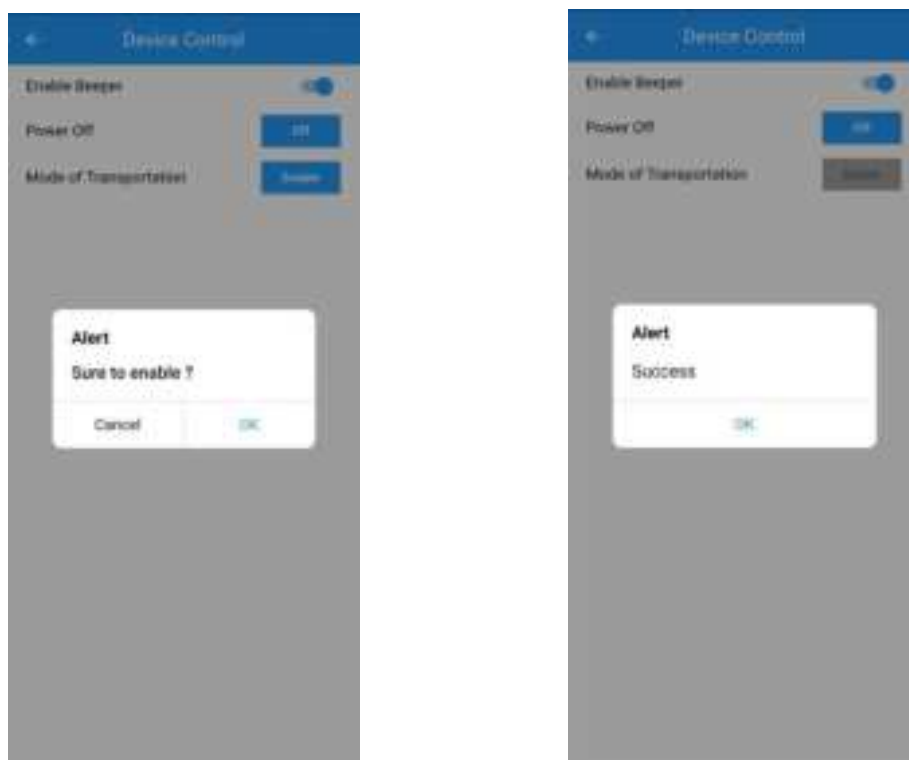 Device Control
Enable Beeper
Power Off
Off
Mode of Transportation
Enable
Alert
Sure to enable ?
Cancel
OK
Device Control
Enable Beeper
Power Off
Off
Mode of Transportation
Alert
Success
OK